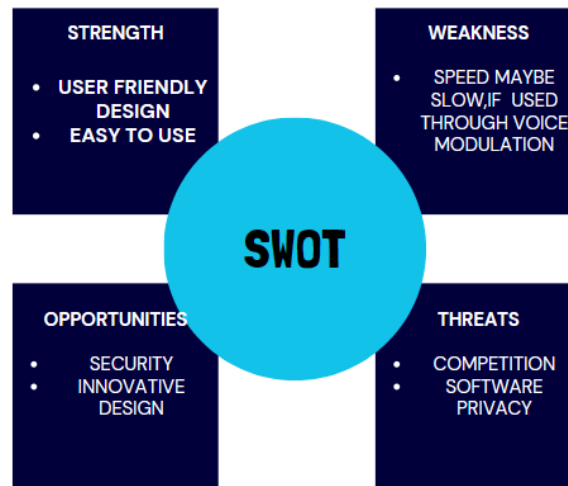 STRENGTH
• USER FRIENDLY
DESIGN
• EASY TO USE
WEAKNESS
• SPEED MAYBE
SLOW,IF USED
THROUGH VOICE
MODULATION
SWOT
OPPORTUNITIES
• SECURITY
• INNOVATIVE
DESIGN
THREATS
• COMPETITION
• SOFTWARE
PRIVACY